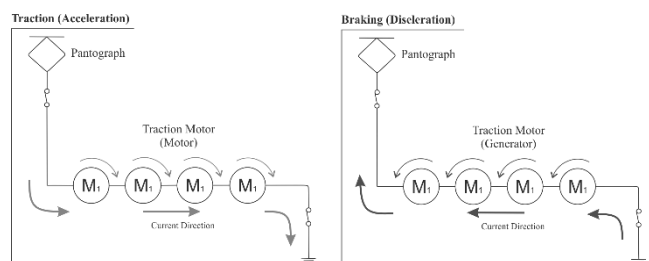 Traction (Acceleration)
Pantograph
Traction Motor
(Motor)
M1 M1 M1 M1
Current Direction
Braking (Discleration)
Pantograph
Traction Motor
(Generator)
M1 M1 M1 M1
Current Direction